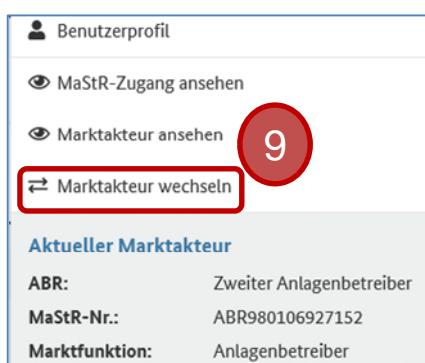 Benutzerprofil
MaStR-Zugang ansehen
Marktakteur ansehen
9
Marktakteur wechseln
Aktueller Marktakteur
ABR: Zweiter Anlagenbetreiber
MaStR-Nr.: ABR980106927152
Marktfunktion: Anlagenbetreiber